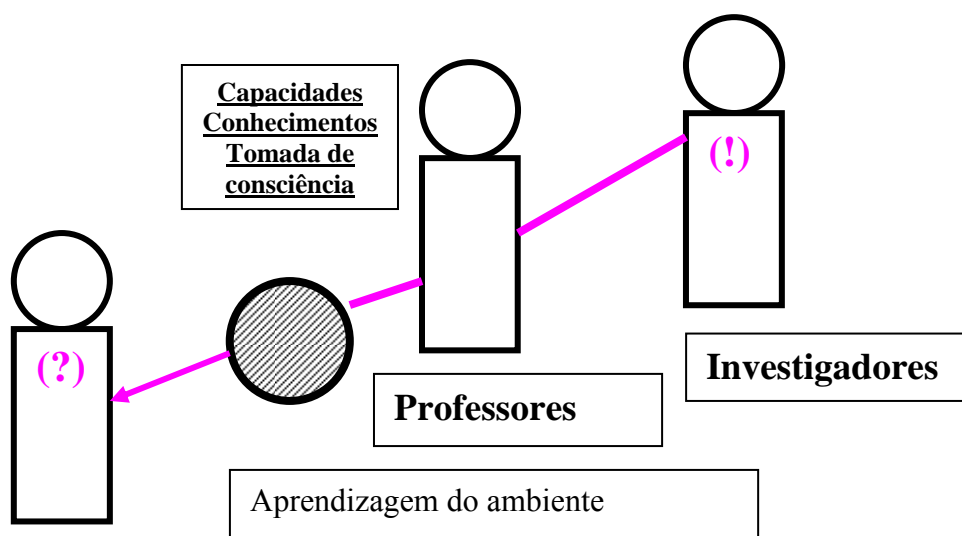 Capacidades
Conhecimentos
Tomada de
consciência
(!)
(?)
Investigadores
Professores
Aprendizagem do ambiente